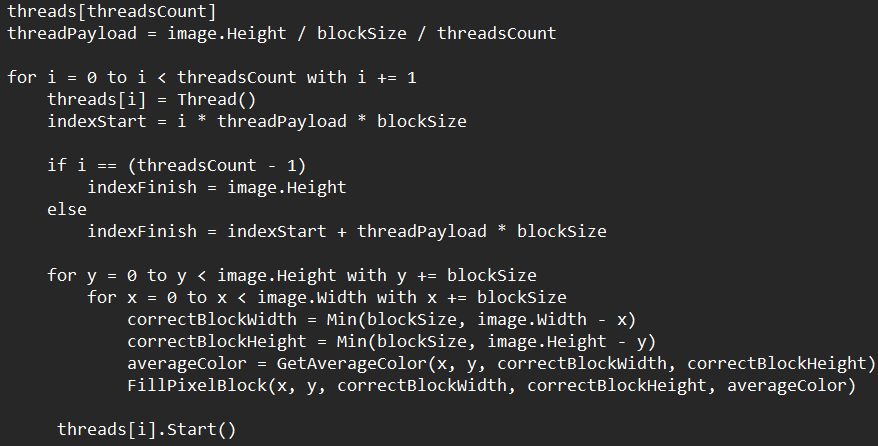 threads[threadsCount]
threadPayload = image.Height / blockSize / threadsCount

for i = 0 to i < threadsCount with i += 1
    threads[i] = Thread()
    indexStart = i * threadPayload * blockSize

    if i == (threadsCount - 1)
        indexFinish = image.Height
    else
        indexFinish = indexStart + threadPayload * blockSize

    for y = 0 to y < image.Height with y += blockSize
        for x = 0 to x < image.Width with x += blockSize
            correctBlockWidth = Min(blockSize, image.Width - x)
            correctBlockHeight = Min(blockSize, image.Height - y)
            averageColor = GetAverageColor(x, y, correctBlockWidth, correctBlockHeight)
            FillPixelBlock(x, y, correctBlockWidth, correctBlockHeight, averageColor)

     threads[i].Start()